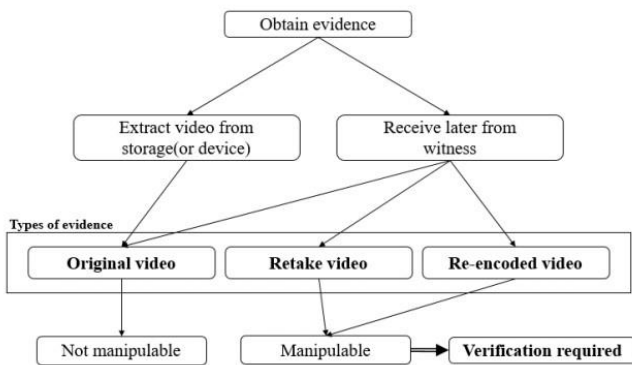 Obtain evidence
Extract video from
storage(or device)
Receive later from
witness
Types of evidence
Original video
Retake video
Re-encoded video
Not manipulable
Manipulable
Verification required